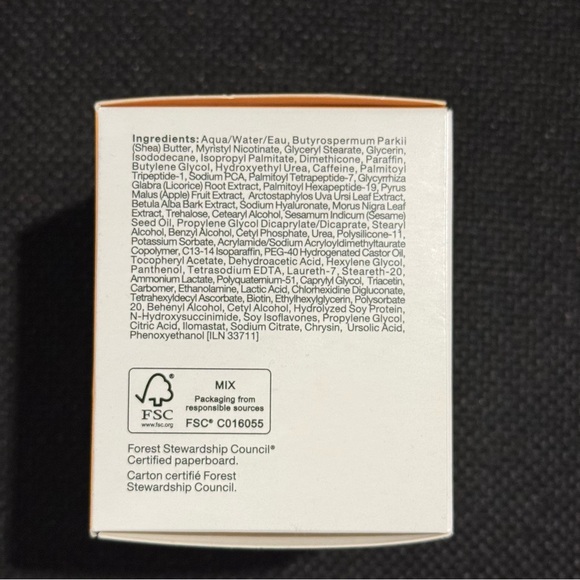 Ingredients: Aqua/Water/Eau, Butyrospermum Parkii
(Shea) Butter, Myristyl Nicotinate, Glyceryl Stearate, Glycerin,
Isododecane, Isopropyl Palmitate, Dimethicone, Paraffin,
Butylene Glycol, Hydroxyethyl Urea, Caffeine, Palmitoyl
Tripeptide-1, Sodium PCA, Palmitoyl Tetrapeptide-7, Glycyrrhiza
Glabra (Licorice) Root Extract, Palmitoyl Hexapeptide-19, Pyrus
Malus (Apple) Fruit Extract, Arctostaphylos Uva Ursi Leaf Extract,
Betula Alba Bark Extract, Sodium Hyaluronate, Morus Nigra Leaf
Extract, Trehalose, Cetearyl Alcohol, Sesamum Indicum (Sesame)
Seed Oil, Propylene Glycol Dicaprylate/Dicaprate, Stearyl
Alcohol, Benzyl Alcohol, Cetyl Phosphate, Urea, Polysilicone-11,
Potassium Sorbate, Acrylamide/Sodium Acryloyldimethyltaurate
Copolymer, C13-14 Isoparaffin, PEG-40 Hydrogenated Castor Oil,
Tocopheryl Acetate, Dehydroacetic Acid, Hexylene Glycol,
Panthenol, Tetrasodium EDTA, Laureth-7, Steareth-20,
Ammonium Lactate, Polyquaternium-51, Caprylyl Glycol, Triacetin,
Carbomer, Ethanolamine, Lactic Acid, Chlorhexidine Digluconate,
Tetrahexyldecyl Ascorbate, Biotin, Ethylhexylglycerin, Polysorbate
20, Behenyl Alcohol, Cetyl Alcohol, Hydrolyzed Soy Protein,
N-Hydroxysuccinimide, Soy Isoflavones, Propylene Glycol,
Citric Acid, Ilomastat, Sodium Citrate, Chrysin, Ursolic Acid,
Phenoxyethanol [ILN 33711]
FSC
www.fsc.org
MIX
Packaging from
responsible sources
FSC® C016055
Forest Stewardship Council®
Certified paperboard.
Carton certifié Forest
Stewardship Council.